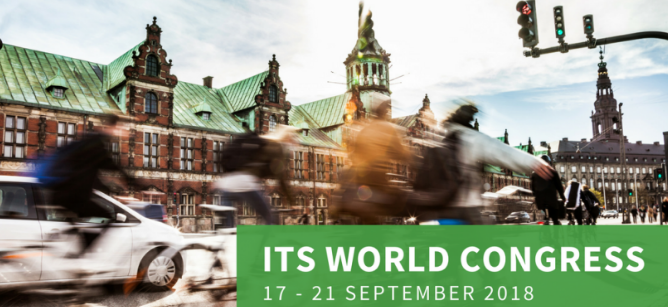 ITS WORLD CONGRESS
17 - 21 SEPTEMBER 2018